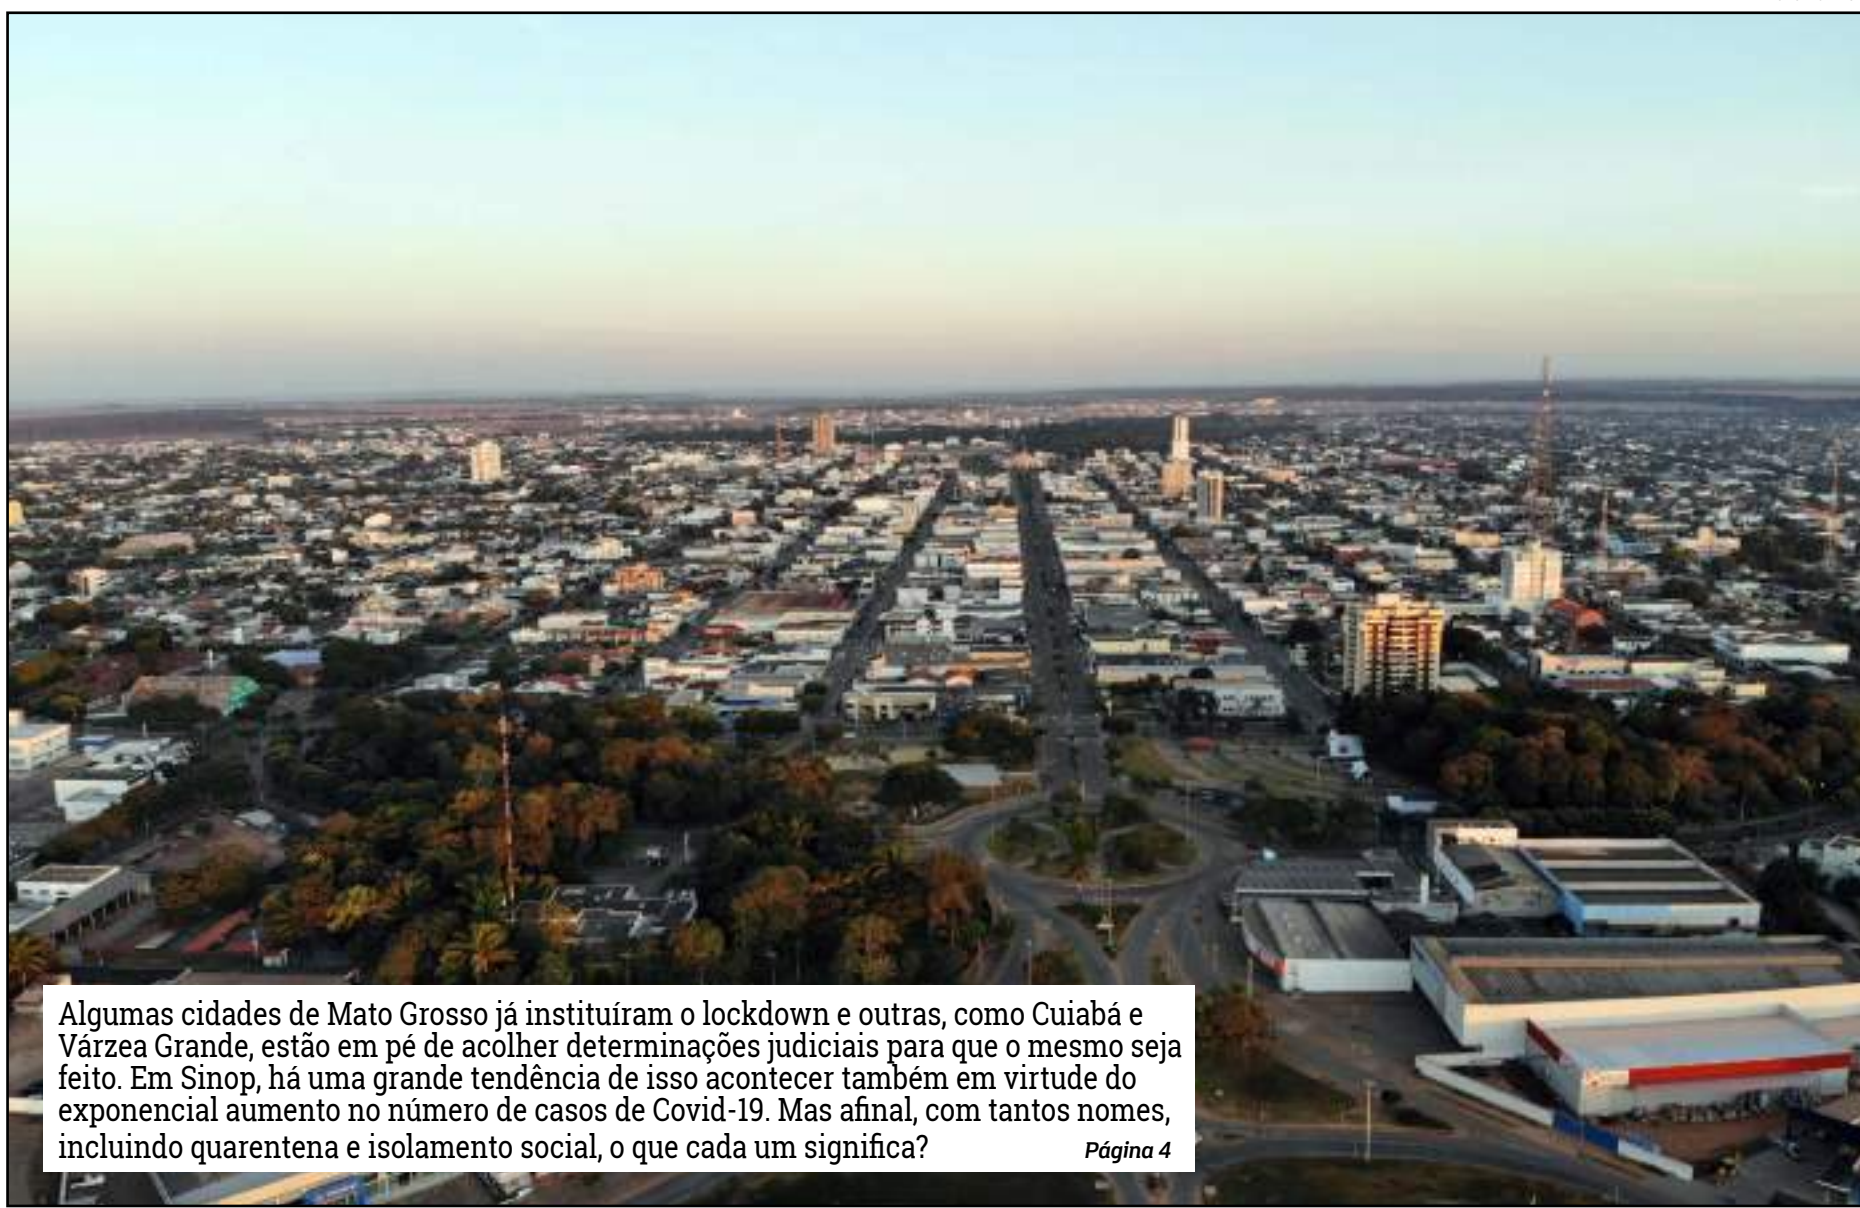 Algumas cidades de Mato Grosso já instituíram o lockdown e outras, como Cuiabá e
Várzea Grande, estão em pé de acolher determinações judiciais para que o mesmo seja
feito. Em Sinop, há uma grande tendência de isso acontecer também em virtude do
exponencial aumento no número de casos de Covid-19. Mas afinal, com tantos nomes,
incluindo quarentena e isolamento social, o que cada um significa? Página 4